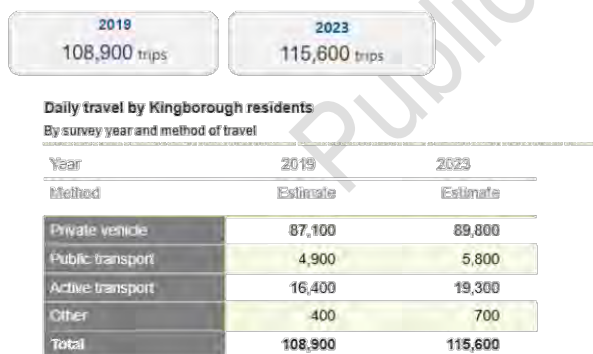 2019 2023
108,900 trips 115,600 trips
Public
Daily travel by Kingborough residents
By survey year and method of travel
Year 2019 2023
Method Estimate Estimate
Private vehicle 87,100 89,800
Public transport 4,900 5,800
Active transport 16,400 19,300
Other 400 700
Total 108,900 115,600